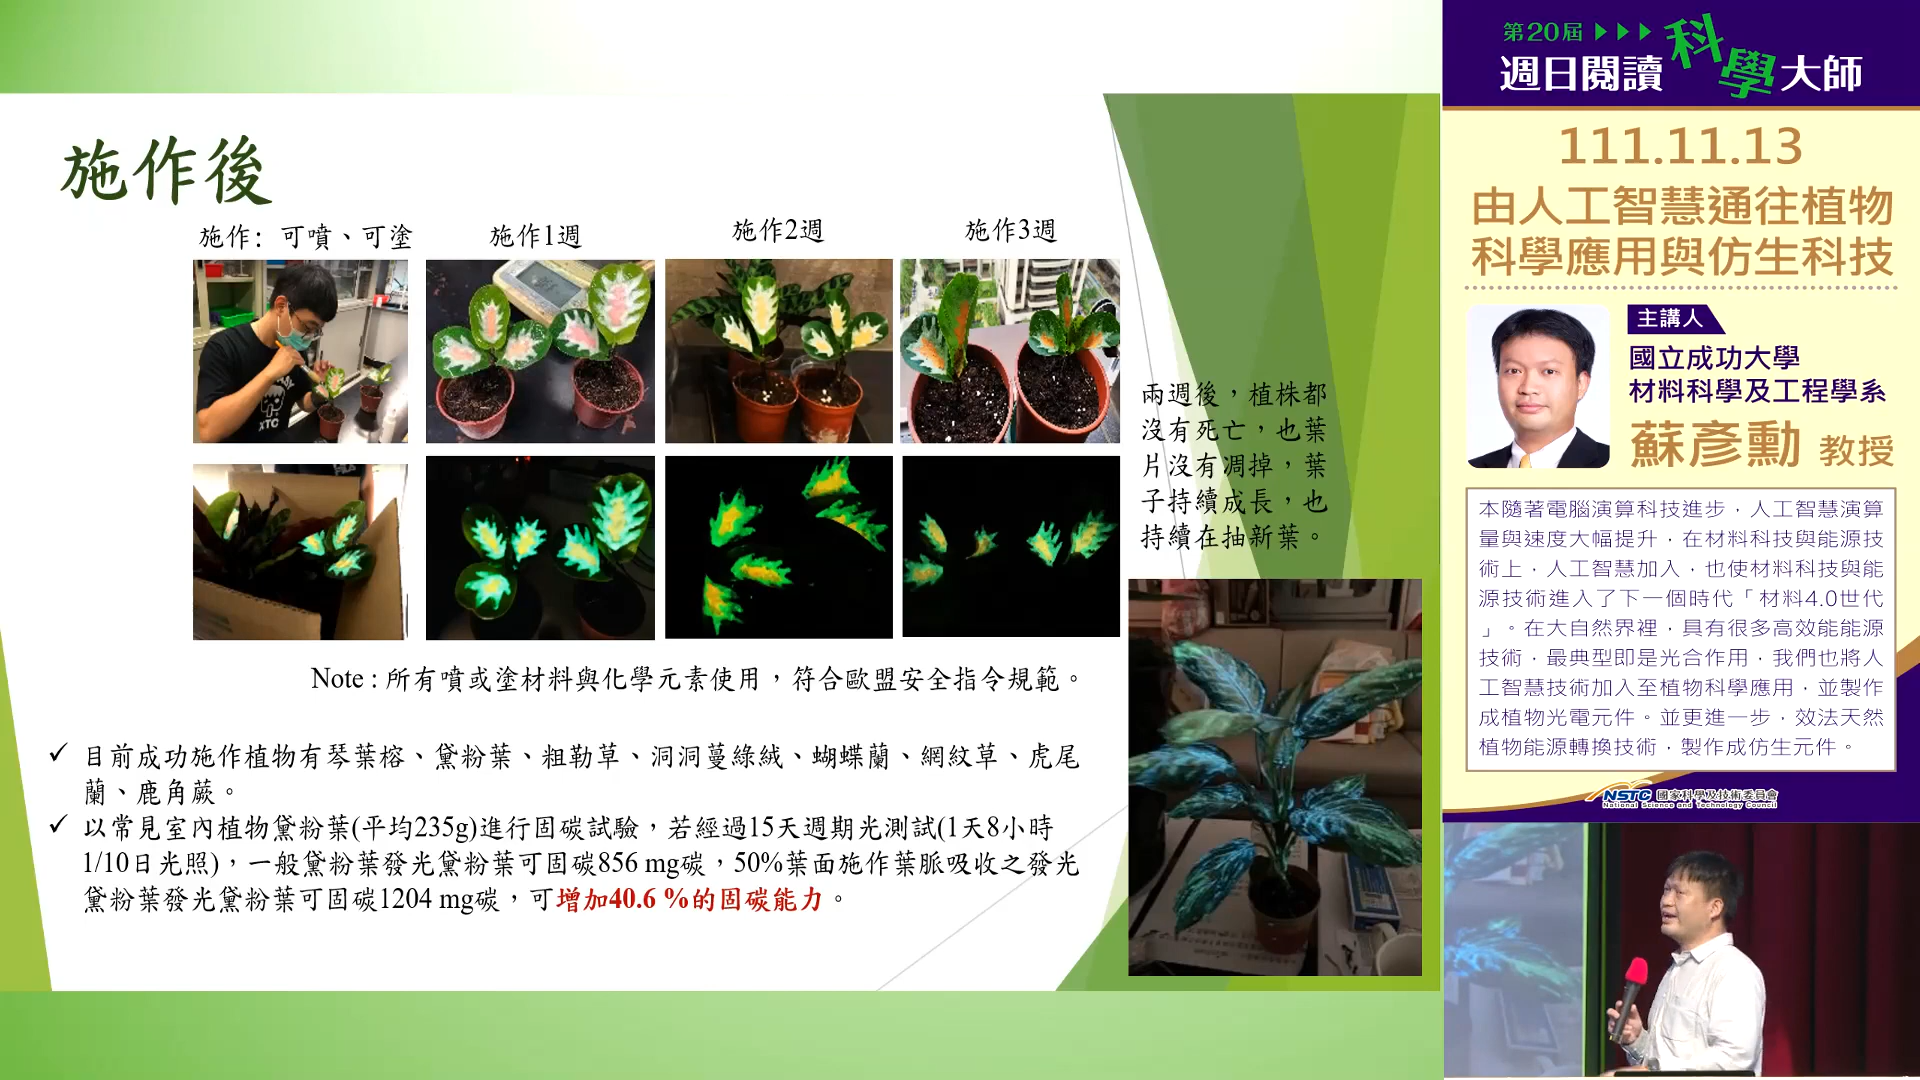 施作後
施作: 可噴、可塗
施作1週
施作2週
施作3週
兩週後，植株都
沒有死亡，也葉
片沒有凋掉，葉
子持續成長，也
持續在抽新葉。
Note : 所有噴或塗材料與化學元素使用，符合歐盟安全指令規範。
✓ 目前成功施作植物有琴葉榕、黛粉葉、粗勒草、洞洞蔓綠絨、蝴蝶蘭、網紋草、虎尾
蘭、鹿角蕨。
✓ 以常見室內植物黛粉葉(平均235g)進行固碳試驗，若經過15天週期光測試(1天8小時
1/10日光照)，一般黛粉葉發光黛粉葉可固碳856 mg碳，50%葉面施作葉脈吸收之發光
黛粉葉發光黛粉葉可固碳1204 mg碳，可增加40.6 %的固碳能力。
第20屆
週日閱讀科學大師
111.11.13
由人工智慧通往植物
科學應用與仿生科技
主講人
國立成功大學
材料科學及工程學系
蘇彥勳 教授
本隨著電腦演算科技進步，人工智慧演算
量與速度大幅提升，在材料科技與能源技
術上，人工智慧加入，也使材料科技與能
源技術進入了下一個時代「材料4.0世代
」。在大自然界裡，具有很多高效能能源
技術，最典型即是光合作用，我們也將人
工智慧技術加入至植物科學應用，並製作
成植物光電元件。並更進一步，效法天然
植物能源轉換技術，製作成仿生元件。
NSTC 國家科學及技術委員會
National Science and Technology Council